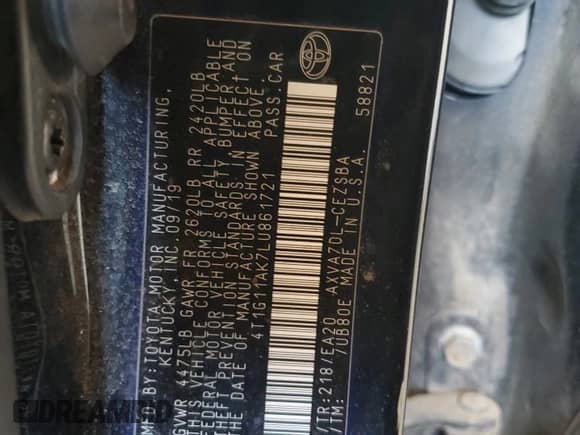 MFD.BY:TOYOTA MOTOR MANUFACTURING,
KENTUCKY, INC. 09/19
GVWR 4475LB GAWR FR 2620LB RR 2420LB
THIS VEHICLE CONFORMS TO ALL APPLICABLE
FEDERAL MOTOR VEHICLE SAFETY, BUMPER, AND
THEFT PREVENTION STANDARDS IN EFFECT ON
THE DATE OF MANUFACTURE SHOWN ABOVE.
4T1G11AK7LU861721 PASS.CAR
/TR:218/EA20 AXVA70L-CEZSBA
/TM: 7UB80E MADE IN U.S.A.
58821
DREAMBID